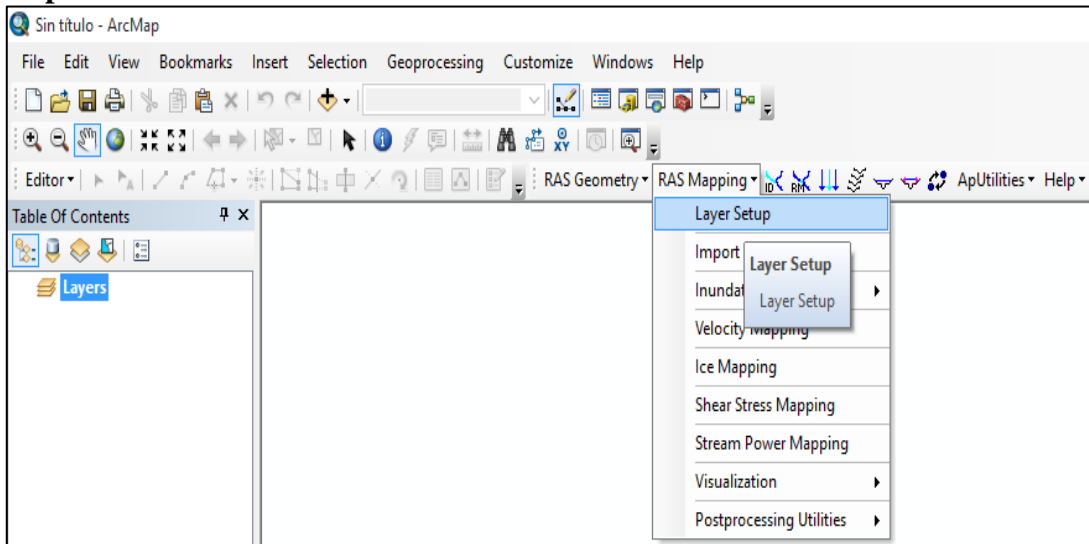 Sin título - ArcMap
File Edit View Bookmarks Insert Selection Geoprocessing Customize Windows Help
Editor RAS Geometry RAS Mapping ID RM ApUtilities Help
Table Of Contents
Layers
Layer Setup
Import
Layer Setup
Layer Setup
Velocity Mapping
Ice Mapping
Shear Stress Mapping
Stream Power Mapping
Visualization
Postprocessing Utilities